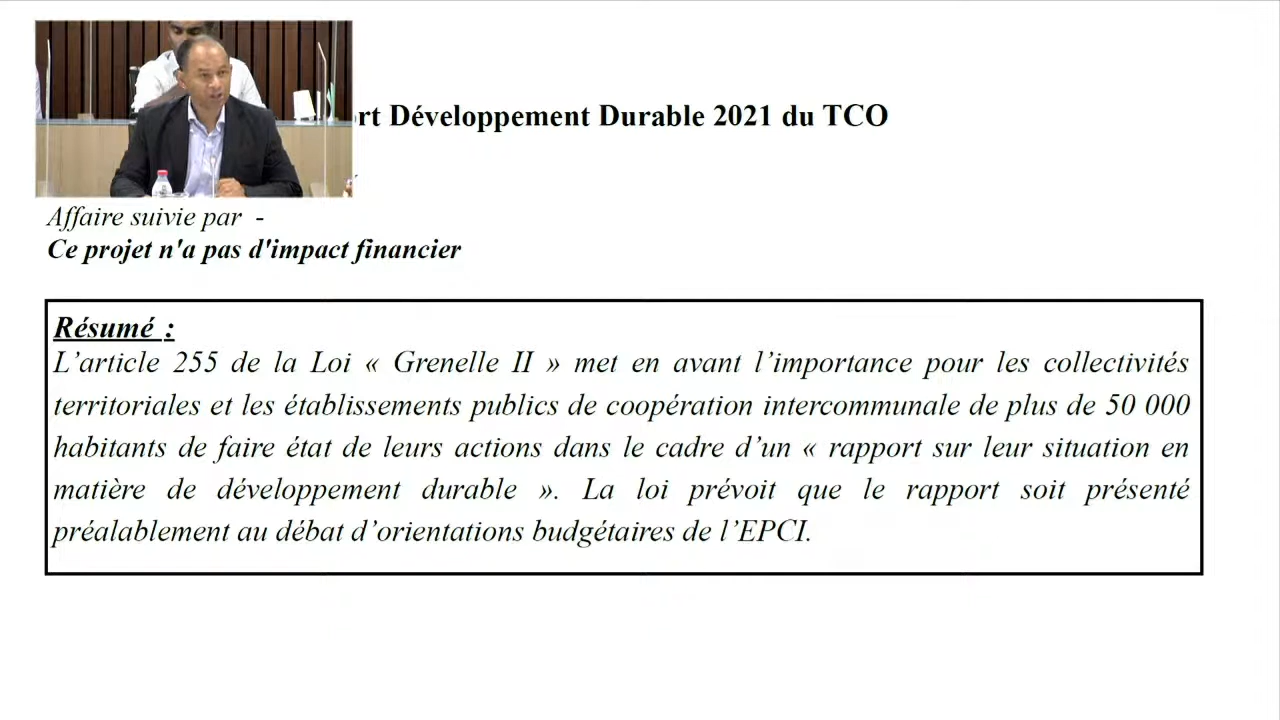 rt Développement Durable 2021 du TCO
Affaire suivie par -
Ce projet n'a pas d'impact financier
Résumé :
L’article 255 de la Loi « Grenelle II » met en avant l’importance pour les collectivités
territoriales et les établissements publics de coopération intercommunale de plus de 50 000
habitants de faire état de leurs actions dans le cadre d’un « rapport sur leur situation en
matière de développement durable ». La loi prévoit que le rapport soit présenté
préalablement au débat d’orientations budgétaires de l’EPCI.